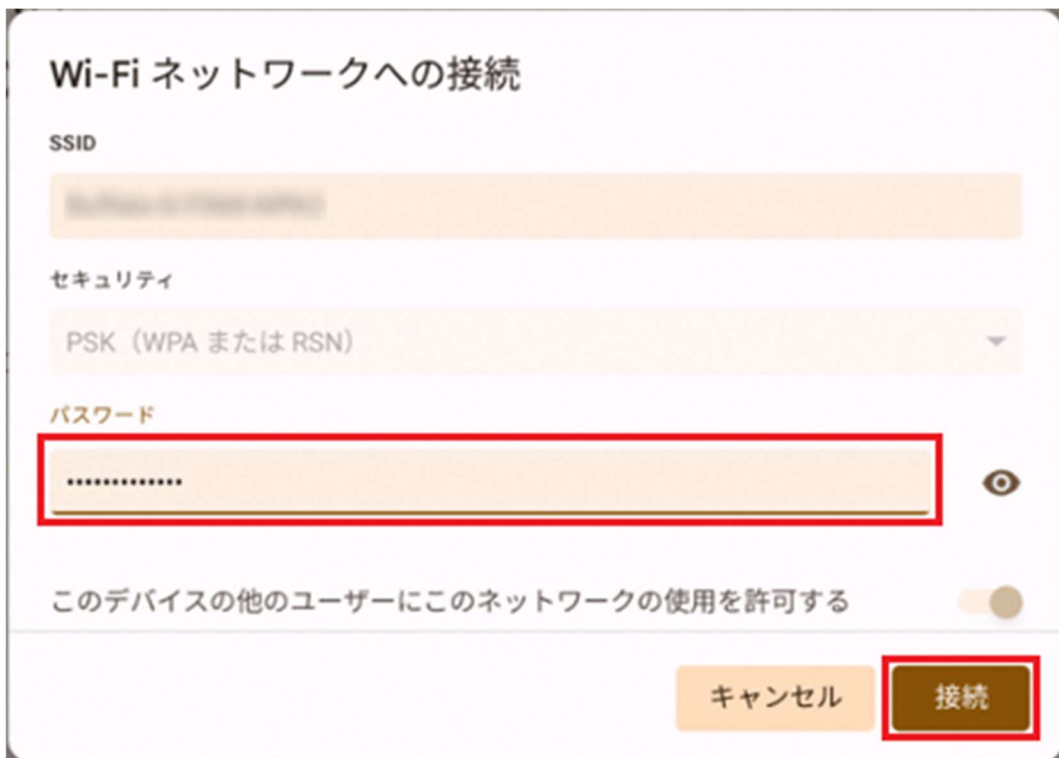 Wi-Fi ネットワークへの接続
SSID
セキュリティ
PSK（WPA または RSN）
パスワード
•••••••••••••
このデバイスの他のユーザーにこのネットワークの使用を許可する
キャンセル
接続